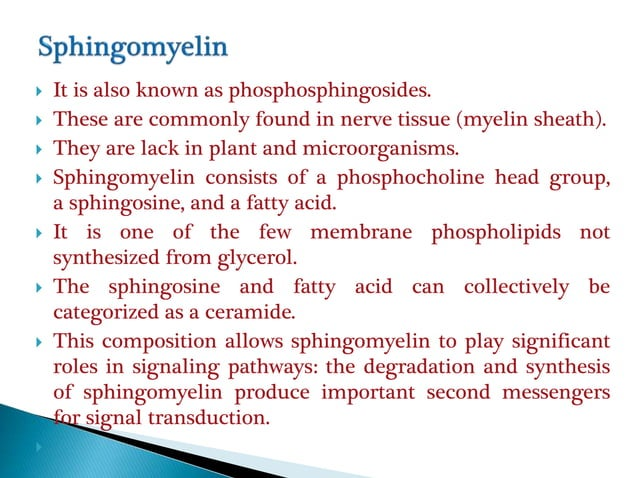 Sphingomyelin
It is also known as phosphosphingosides.
These are commonly found in nerve tissue (myelin sheath).
They are lack in plant and microorganisms.
Sphingomyelin consists of a phosphocholine head group,
a sphingosine, and a fatty acid.
It is one of the few membrane phospholipids not
synthesized from glycerol.
The sphingosine and fatty acid can collectively be
categorized as a ceramide.
This composition allows sphingomyelin to play significant
roles in signaling pathways: the degradation and synthesis
of sphingomyelin produce important second messengers
for signal transduction.